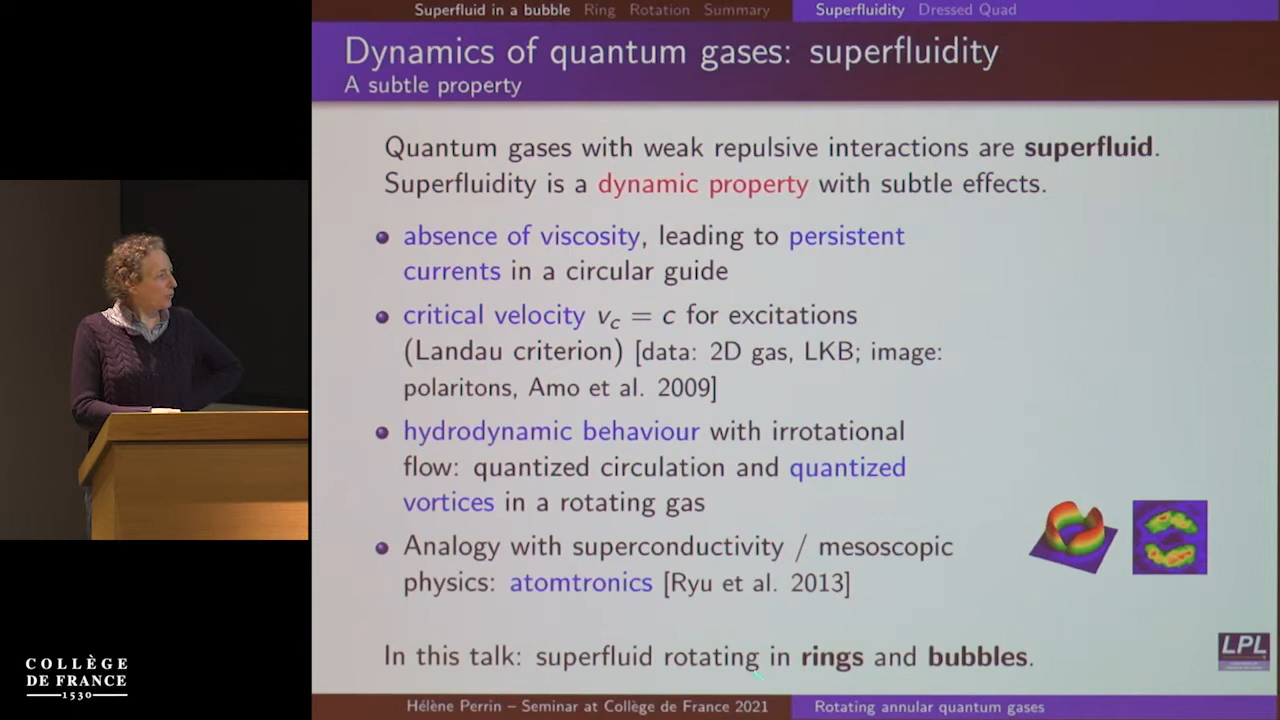 Superfluid in a bubble Ring Rotation Summary
Superfluidity Dressed Quad
Dynamics of quantum gases: superfluidity
A subtle property
Quantum gases with weak repulsive interactions are superfluid.
Superfluidity is a dynamic property with subtle effects.
absence of viscosity, leading to persistent
currents in a circular guide
critical velocity vc = c for excitations
(Landau criterion) [data: 2D gas, LKB; image:
polaritons, Amo et al. 2009]
hydrodynamic behaviour with irrotational
flow: quantized circulation and quantized
vortices in a rotating gas
Analogy with superconductivity / mesoscopic
physics: atomtronics [Ryu et al. 2013]
In this talk: superfluid rotating in rings and bubbles.
LPL
Hélène Perrin – Seminar at Collège de France 2021
Rotating annular quantum gases
COLLÈGE
DE FRANCE
1530